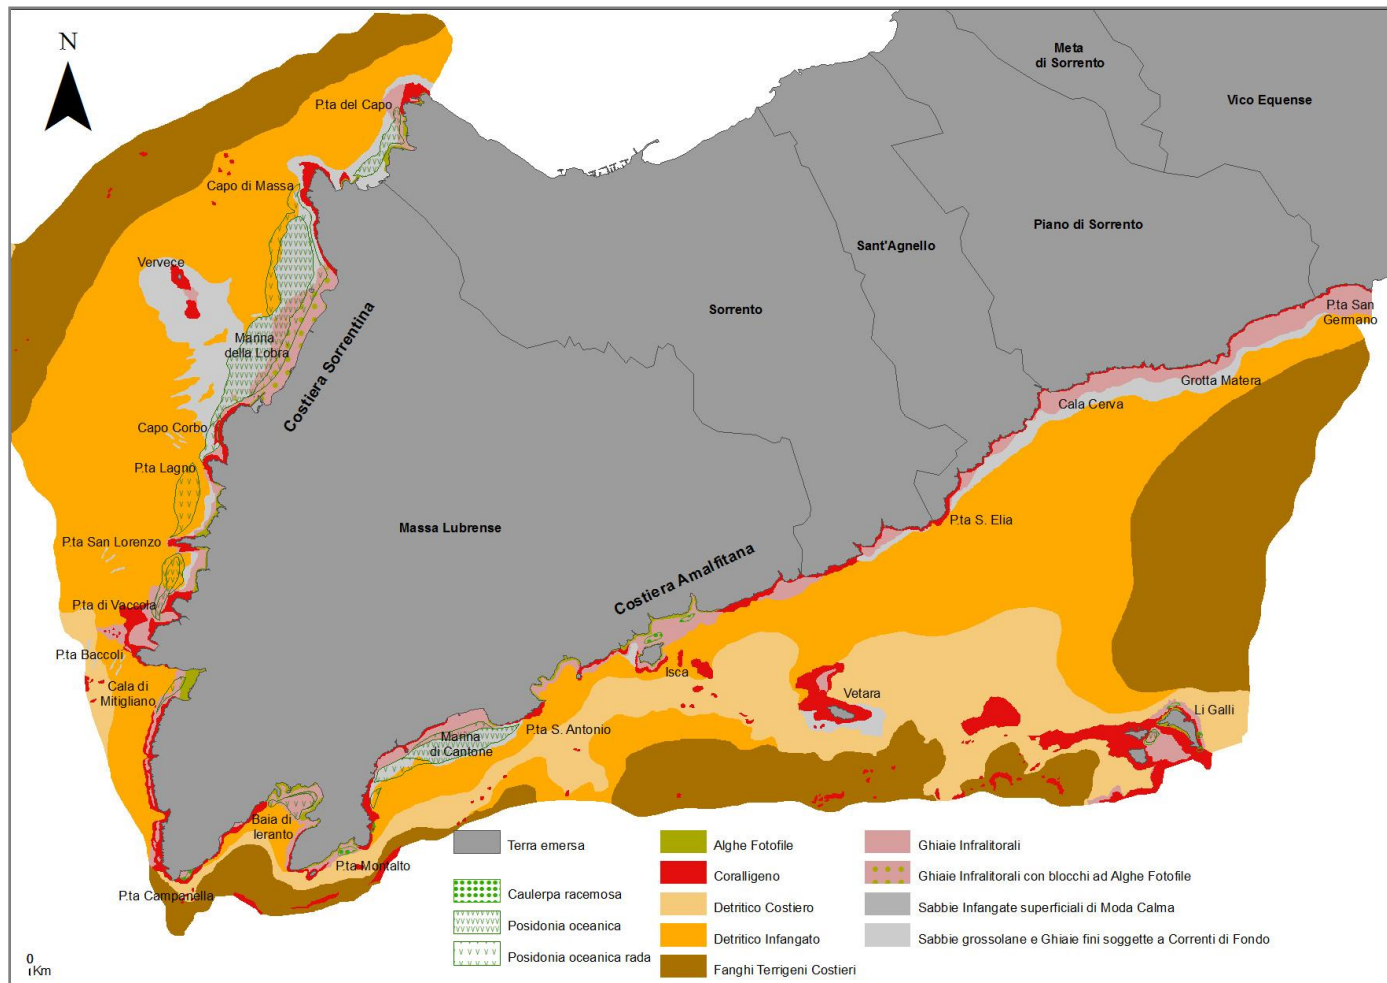 N
Meta
di Sorrento
Vico Equense
P.ta del Capo
Capo di Massa
Sant'Agnello
Piano di Sorrento
Vervece
Sorrento
P.ta San
Germano
Marina
della Lobra
Costiera Sorrentina
Grotta Matera
Cala Cerva
Capo Corbo
P.ta Lagno
Massa Lubrense
P.ta S. Elia
P.ta San Lorenzo
Costiera Amalfitana
P.ta di Vaccola
P.ta Baccoli
Isca
Cala di
Mitigliano
Vetara
Li Galli
P.ta S. Antonio
Marina
di Cantone
Baia di
Ieranto
P.ta Montalto
P.ta Campanella
Terra emersa
Caulerpa racemosa
Posidonia oceanica
Posidonia oceanica rada
Alghe Fotofile
Coralligeno
Detritico Costiero
Detritico Infangato
Fanghi Terrigeni Costieri
Ghiaie Infralitorali
Ghiaie Infralitorali con blocchi ad Alghe Fotofile
Sabbie Infangate superficiali di Moda Calma
Sabbie grossolane e Ghiaie fini soggette a Correnti di Fondo
0
1Km